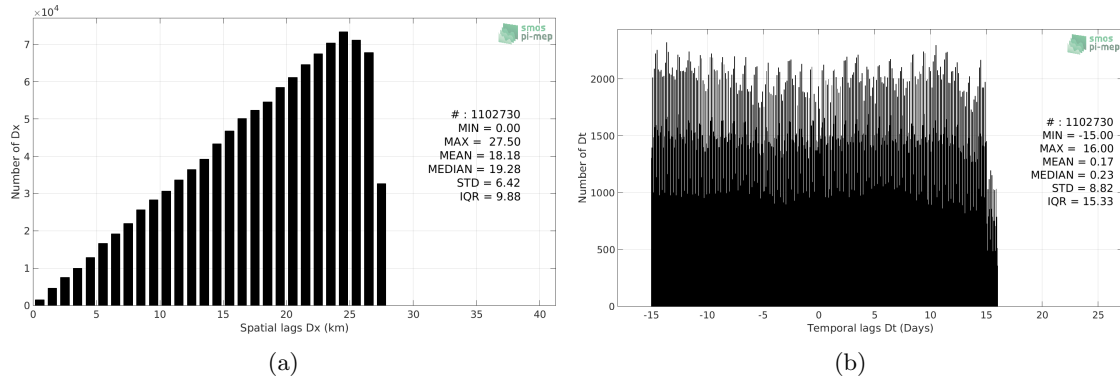 ×10⁴
7
6
5
4
3
2
1
0
Number of Dx
0 5 10 15 20 25 30 35 40
Spatial lags Dx (km)
smos
pi-mep
# : 1102730
MIN = 0.00
MAX = 27.50
MEAN = 18.18
MEDIAN = 19.28
STD = 6.42
IQR = 9.88
(a)
2000
1500
1000
500
0
Number of Dt
-15 -10 -5 0 5 10 15 20 25
Temporal lags Dt (Days)
smos
pi-mep
# : 1102730
MIN = -15.00
MAX = 16.00
MEAN = 0.17
MEDIAN = 0.23
STD = 8.82
IQR = 15.33
(b)